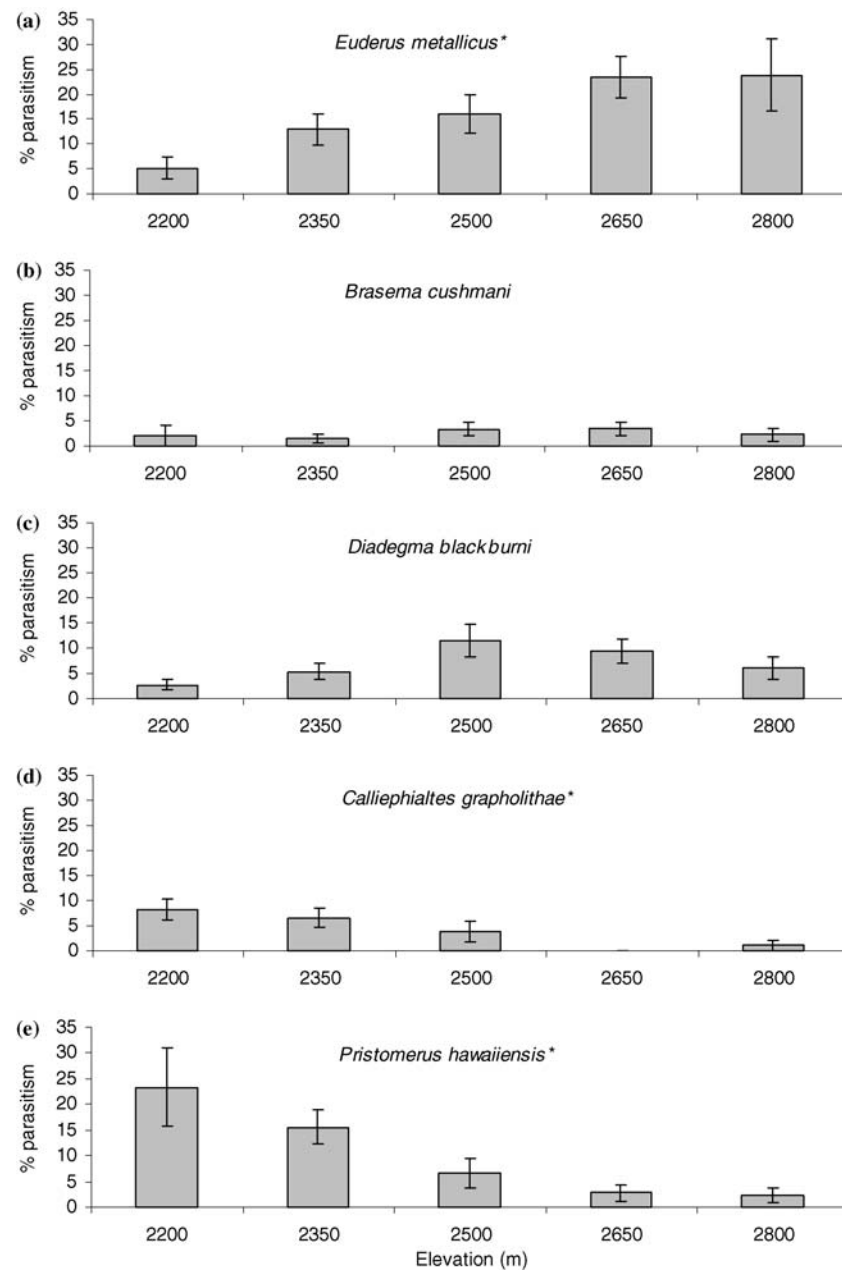 (a)
Euderus metallicus*
% parasitism
35
30
25
20
15
10
5
0
2200 2350 2500 2650 2800
(b)
Brasema cushmani
% parasitism
35
30
25
20
15
10
5
0
2200 2350 2500 2650 2800
(c)
Diadegma blackburni
% parasitism
35
30
25
20
15
10
5
0
2200 2350 2500 2650 2800
(d)
Calliephialtes grapholithae*
% parasitism
35
30
25
20
15
10
5
0
2200 2350 2500 2650 2800
(e)
Pristomerus hawaiiensis*
% parasitism
35
30
25
20
15
10
5
0
2200 2350 2500 2650 2800
Elevation (m)